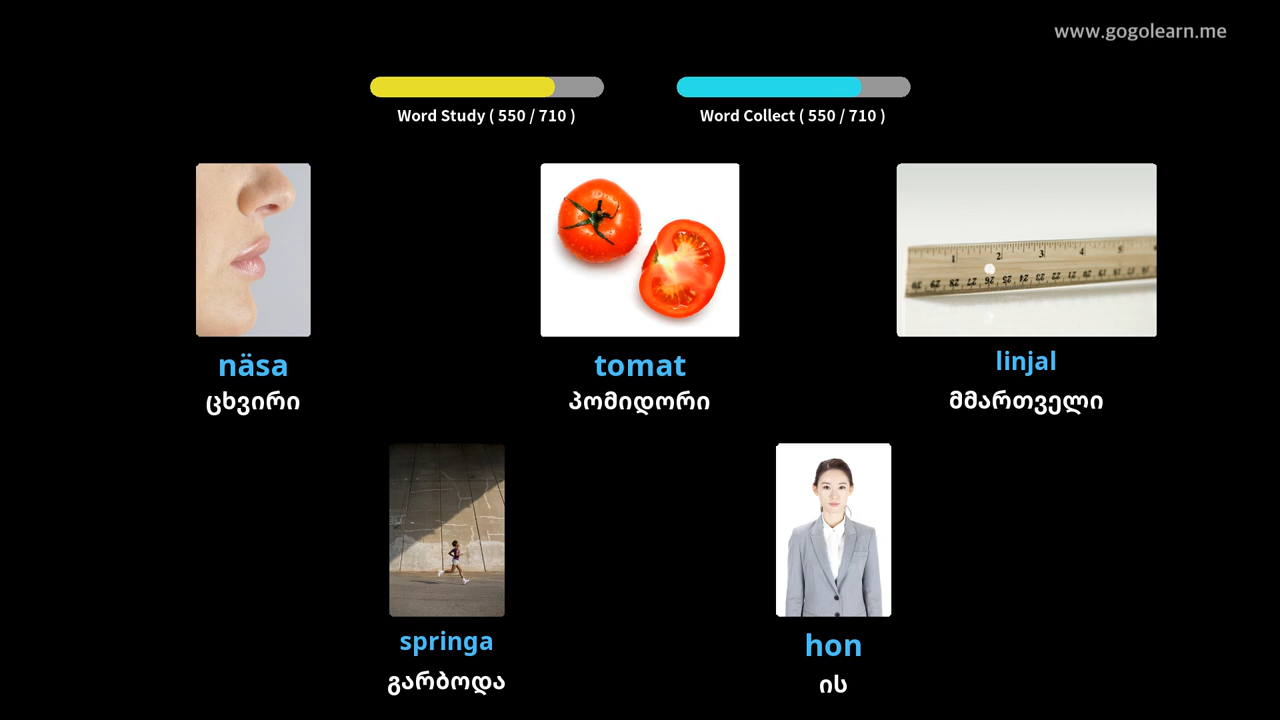 www.gogolearn.me
Word Study ( 550 / 710 )
Word Collect ( 550 / 710 )
näsa
ცხვირი
tomat
პომიდორი
linjal
მმართველი
springa
გარბოდა
hon
ის